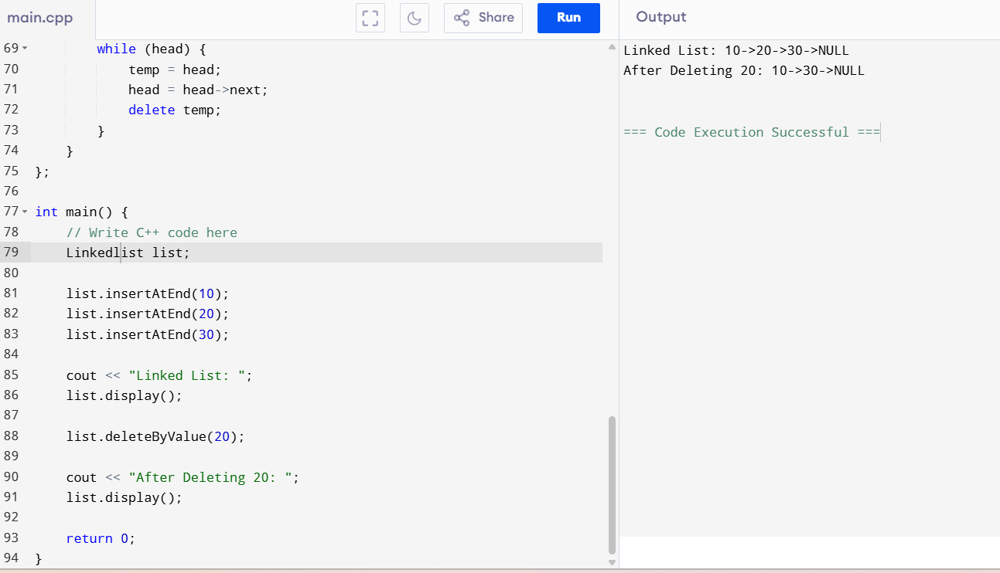 main.cpp
Share
Run
Output
69 while (head) {
70 temp = head;
71 head = head->next;
72 delete temp;
73 }
74 }
75 };
76
77 int main() {
78 // Write C++ code here
79 Linkedlist list;
80
81 list.insertAtEnd(10);
82 list.insertAtEnd(20);
83 list.insertAtEnd(30);
84
85 cout << "Linked List: ";
86 list.display();
87
88 list.deleteByValue(20);
89
90 cout << "After Deleting 20: ";
91 list.display();
92
93 return 0;
94 }
Linked List: 10->20->30->NULL
After Deleting 20: 10->30->NULL
=== Code Execution Successful ===